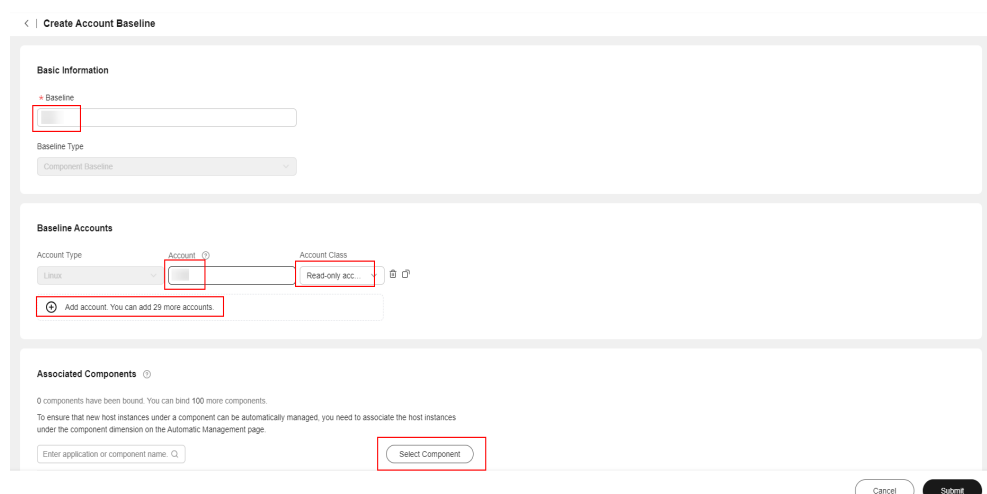 < | Create Account Baseline
Basic Information
* Baseline
Baseline Type
Component Baseline
Baseline Accounts
Account Type Account ? Account Class
Linux Read-only acc...
Add account. You can add 29 more accounts.
Associated Components ?
0 components have been bound. You can bind 100 more components.
To ensure that new host instances under a component can be automatically managed, you need to associate the host instances
under the component dimension on the Automatic Management page.
Enter application or component name. Select Component
Cancel Submit